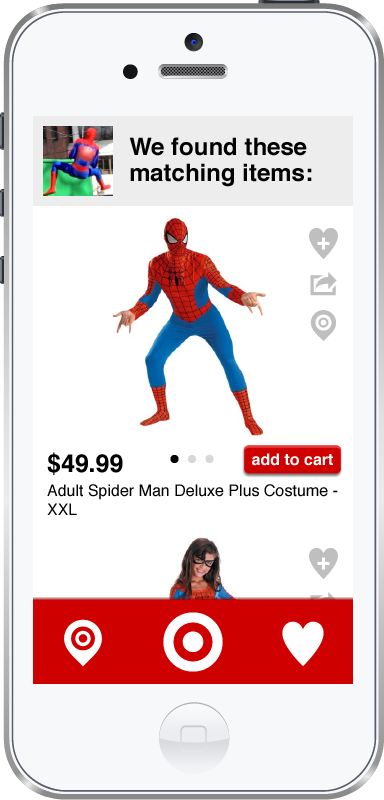 We found these
matching items:
$49.99
add to cart
Adult Spider Man Deluxe Plus Costume -
XXL